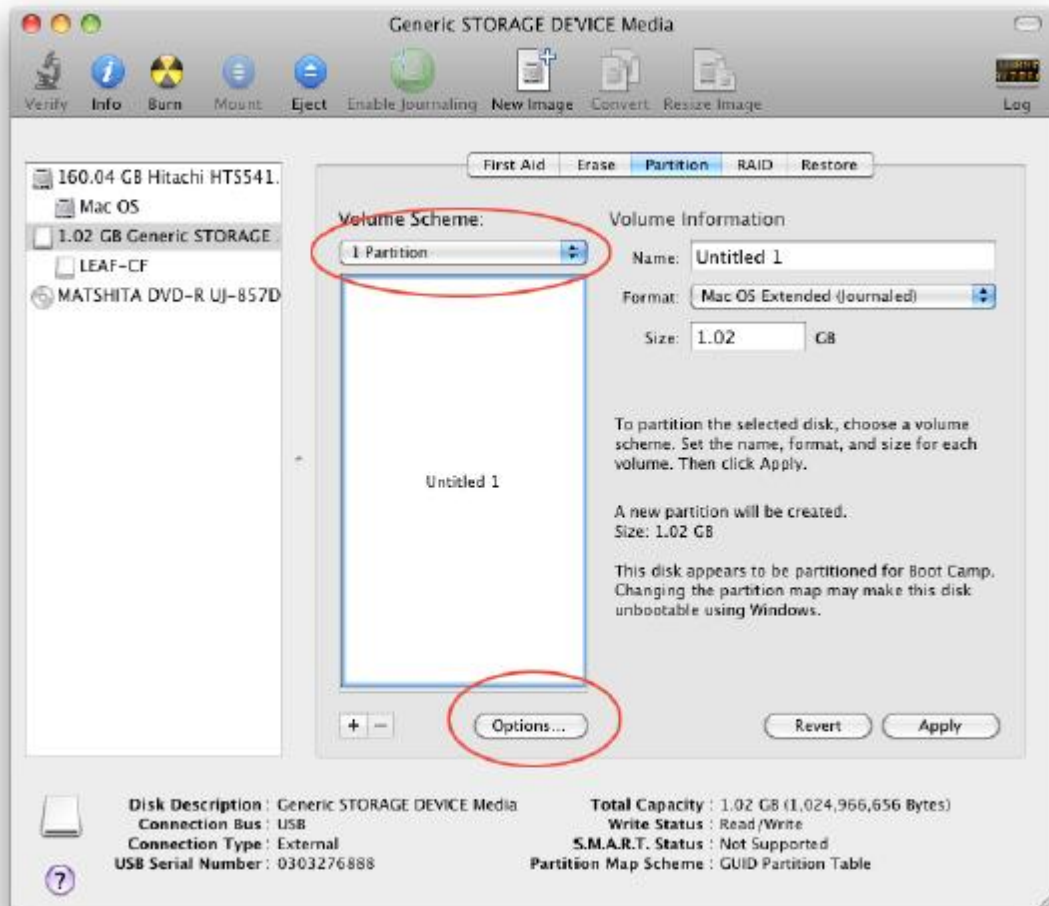 Generic STORAGE DEVICE Media
Verify Info Burn Mount Eject Enable Journaling New Image Convert Resize Image Log
First Aid Erase Partition RAID Restore
160.04 GB Hitachi HTS541.
Mac OS
1.02 GB Generic STORAGE
LEAF-CF
MATSHITA DVD-R UJ-857D
Volume Scheme:
1 Partition
Untitled 1
+ −
Options...
Volume Information
Name: Untitled 1
Format: Mac OS Extended (Journaled)
Size: 1.02 GB
To partition the selected disk, choose a volume
scheme. Set the name, format, and size for each
volume. Then click Apply.
A new partition will be created.
Size: 1.02 GB
This disk appears to be partitioned for Boot Camp.
Changing the partition map may make this disk
unbootable using Windows.
Revert Apply
Disk Description : Generic STORAGE DEVICE Media
Connection Bus : USB
Connection Type : External
USB Serial Number : 0303276888
Total Capacity : 1.02 GB (1,024,966,656 Bytes)
Write Status : Read/Write
S.M.A.R.T. Status : Not Supported
Partition Map Scheme : GUID Partition Table
?